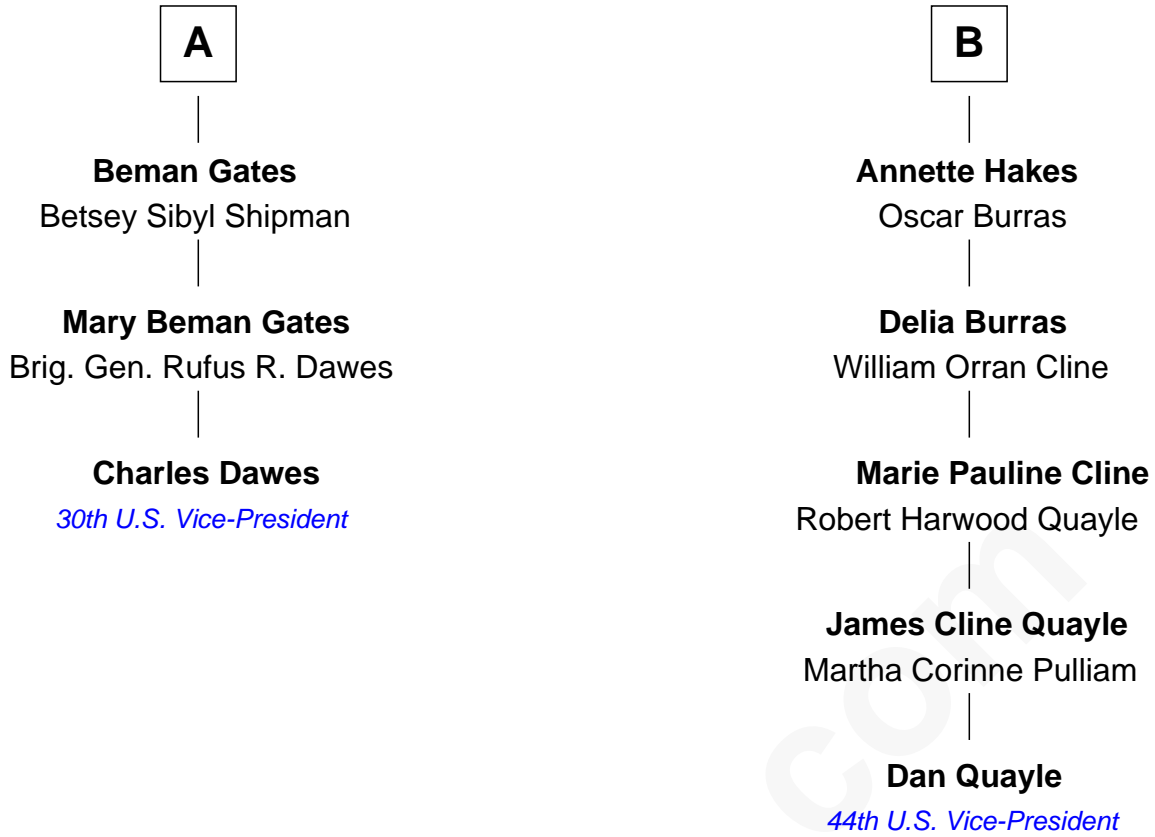 A
Beman Gates
Betsey Sibyl Shipman
Mary Beman Gates
Brig. Gen. Rufus R. Dawes
Charles Dawes
30th U.S. Vice-President
B
Annette Hakes
Oscar Burras
Delia Burras
William Orran Cline
Marie Pauline Cline
Robert Harwood Quayle
James Cline Quayle
Martha Corinne Pulliam
Dan Quayle
44th U.S. Vice-President
com